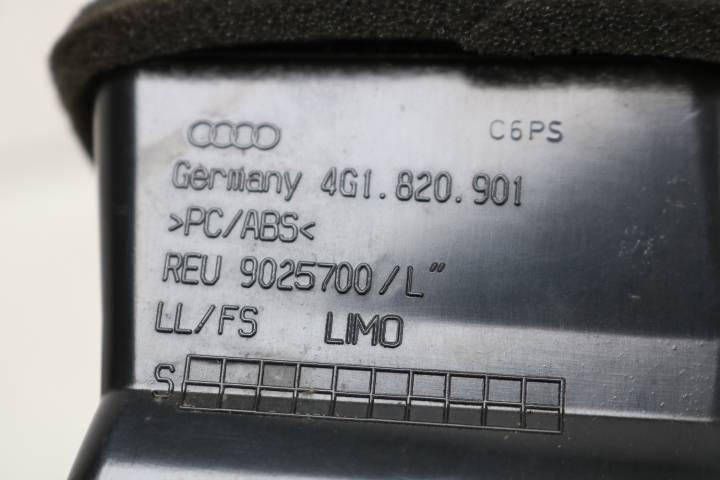 C6PS
Germany 4G1.820.901
>PC/ABS<
REU 9025700/L"
LL/FS LIMO
S